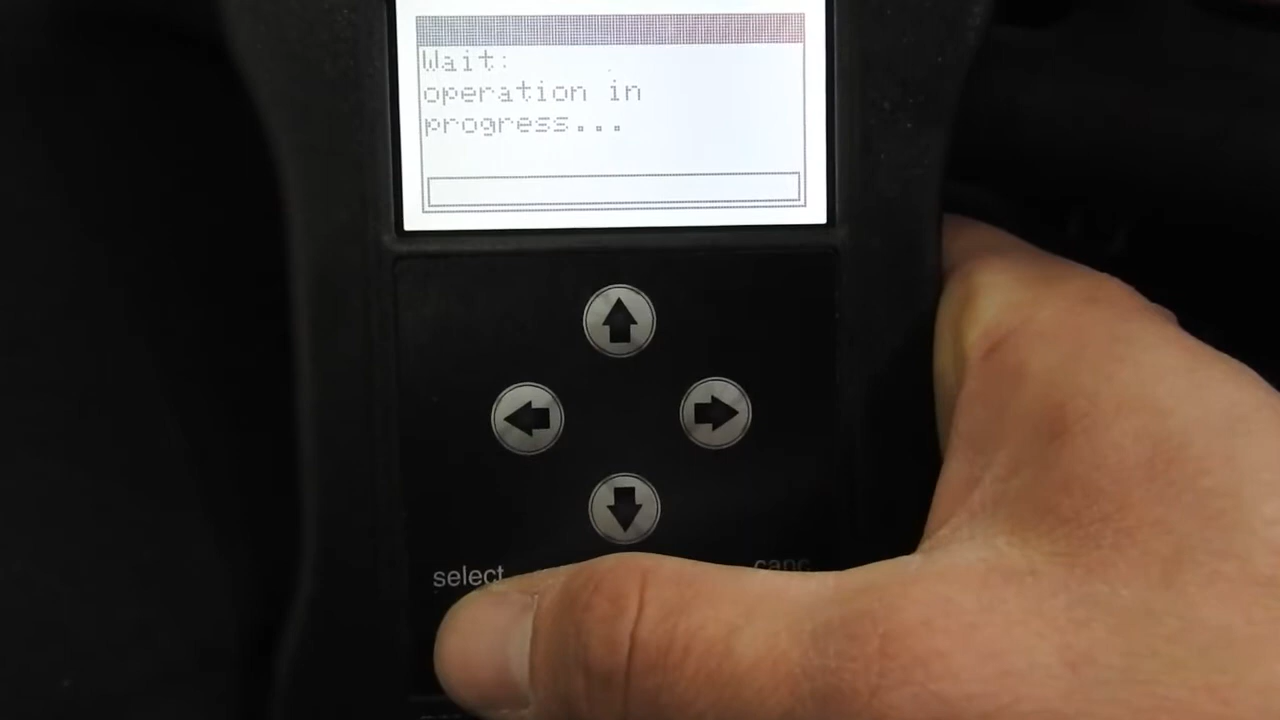 Wait:
operation in
progress...
select
canc